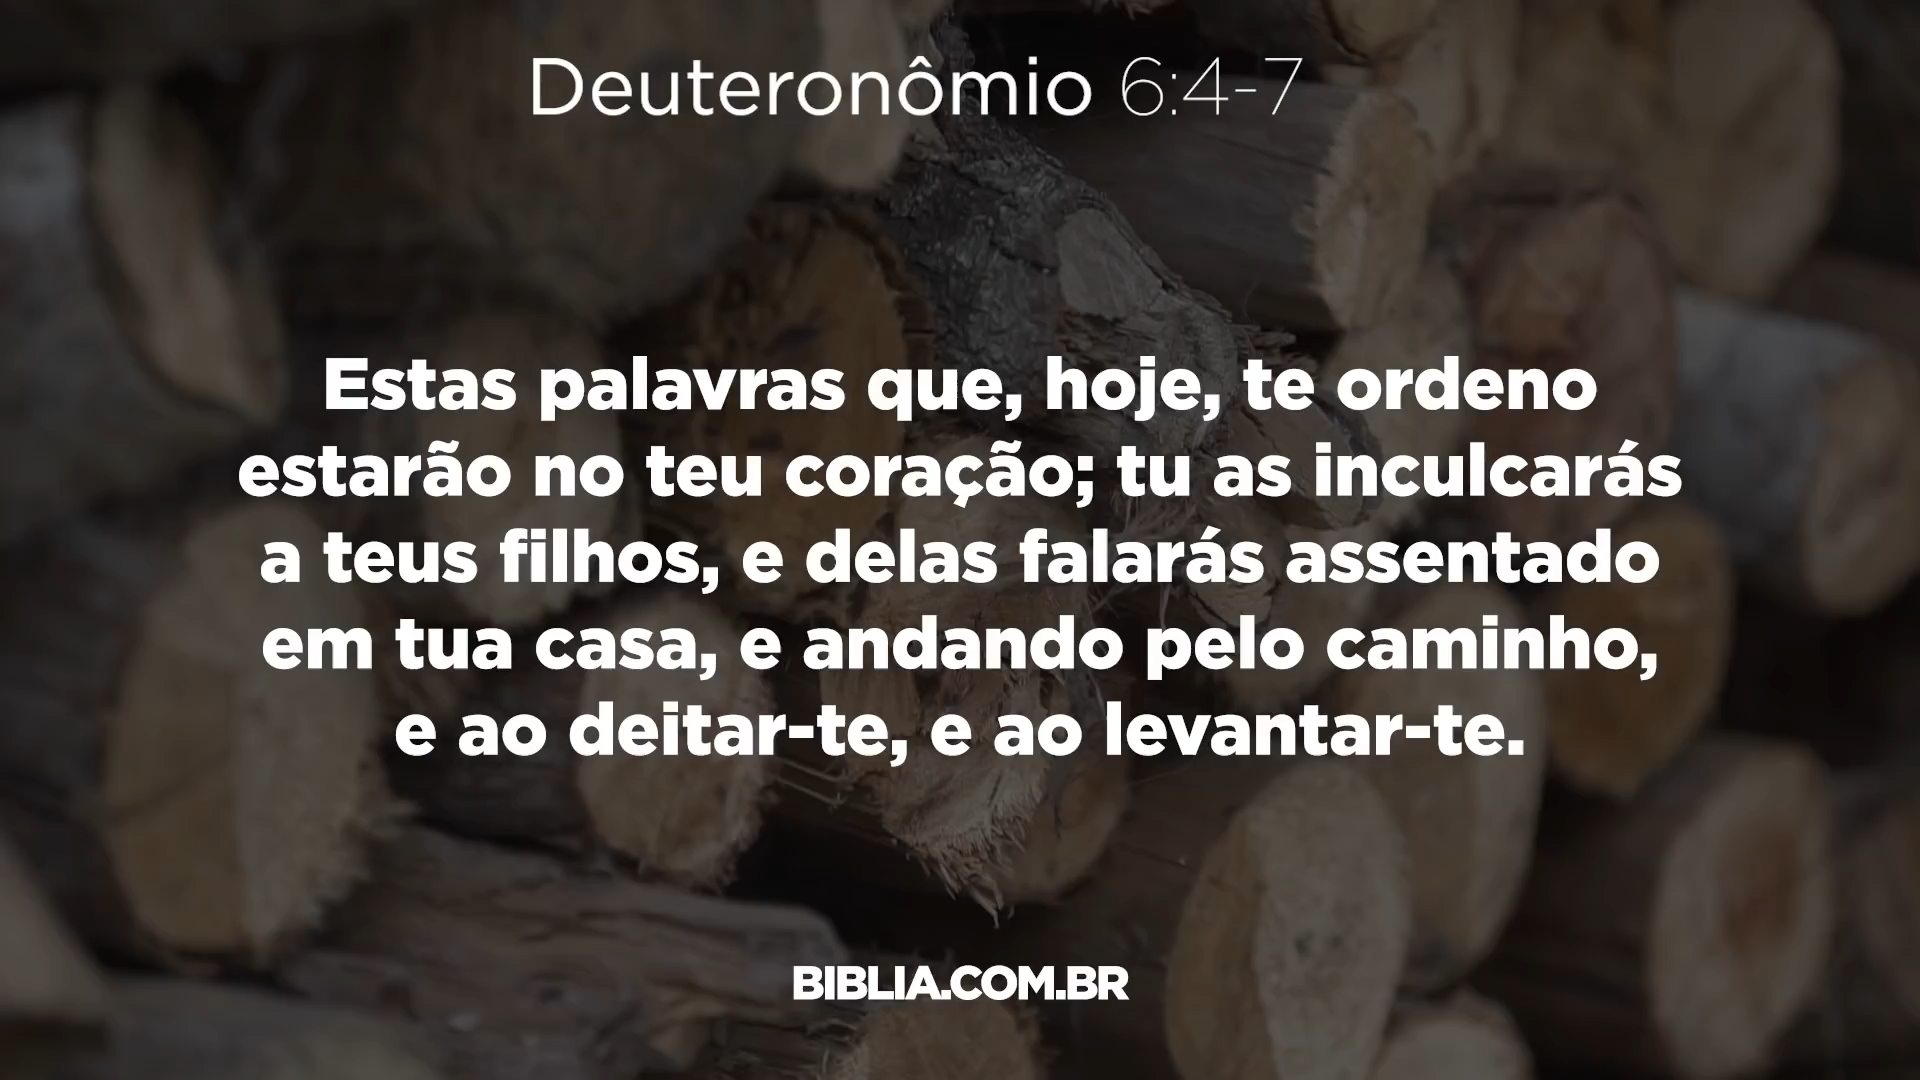 Deuteronômio 6:4-7
Estas palavras que, hoje, te ordeno
estarão no teu coração; tu as inculcarás
a teus filhos, e delas falarás assentado
em tua casa, e andando pelo caminho,
e ao deitar-te, e ao levantar-te.
BIBLIA.COM.BR